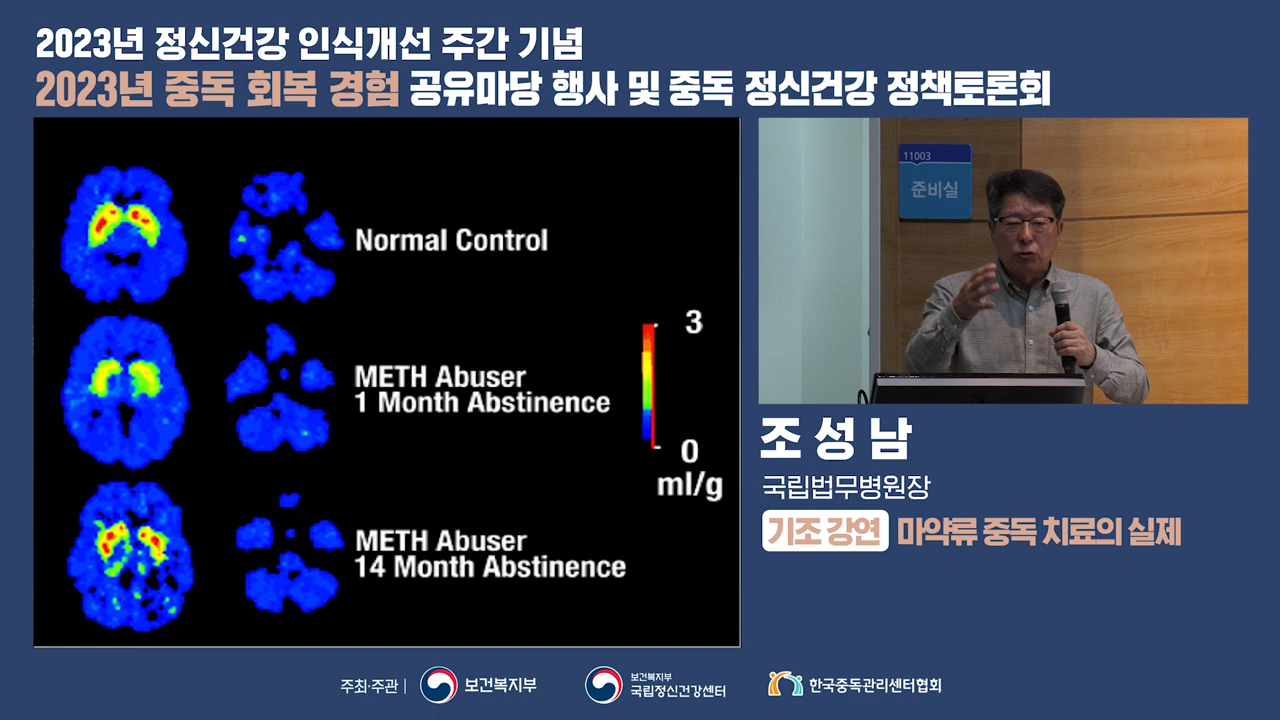 2023년 정신건강 인식개선 주간 기념
2023년 중독 회복 경험 공유마당 행사 및 중독 정신건강 정책토론회
Normal Control
METH Abuser
1 Month Abstinence
METH Abuser
14 Month Abstinence
3
0
ml/g
11003
준비실
조성남
국립법무병원장
기조 강연 마약류 중독 치료의 실제
주최·주관 |
보건복지부
보건복지부
국립정신건강센터
한국중독관리센터협회